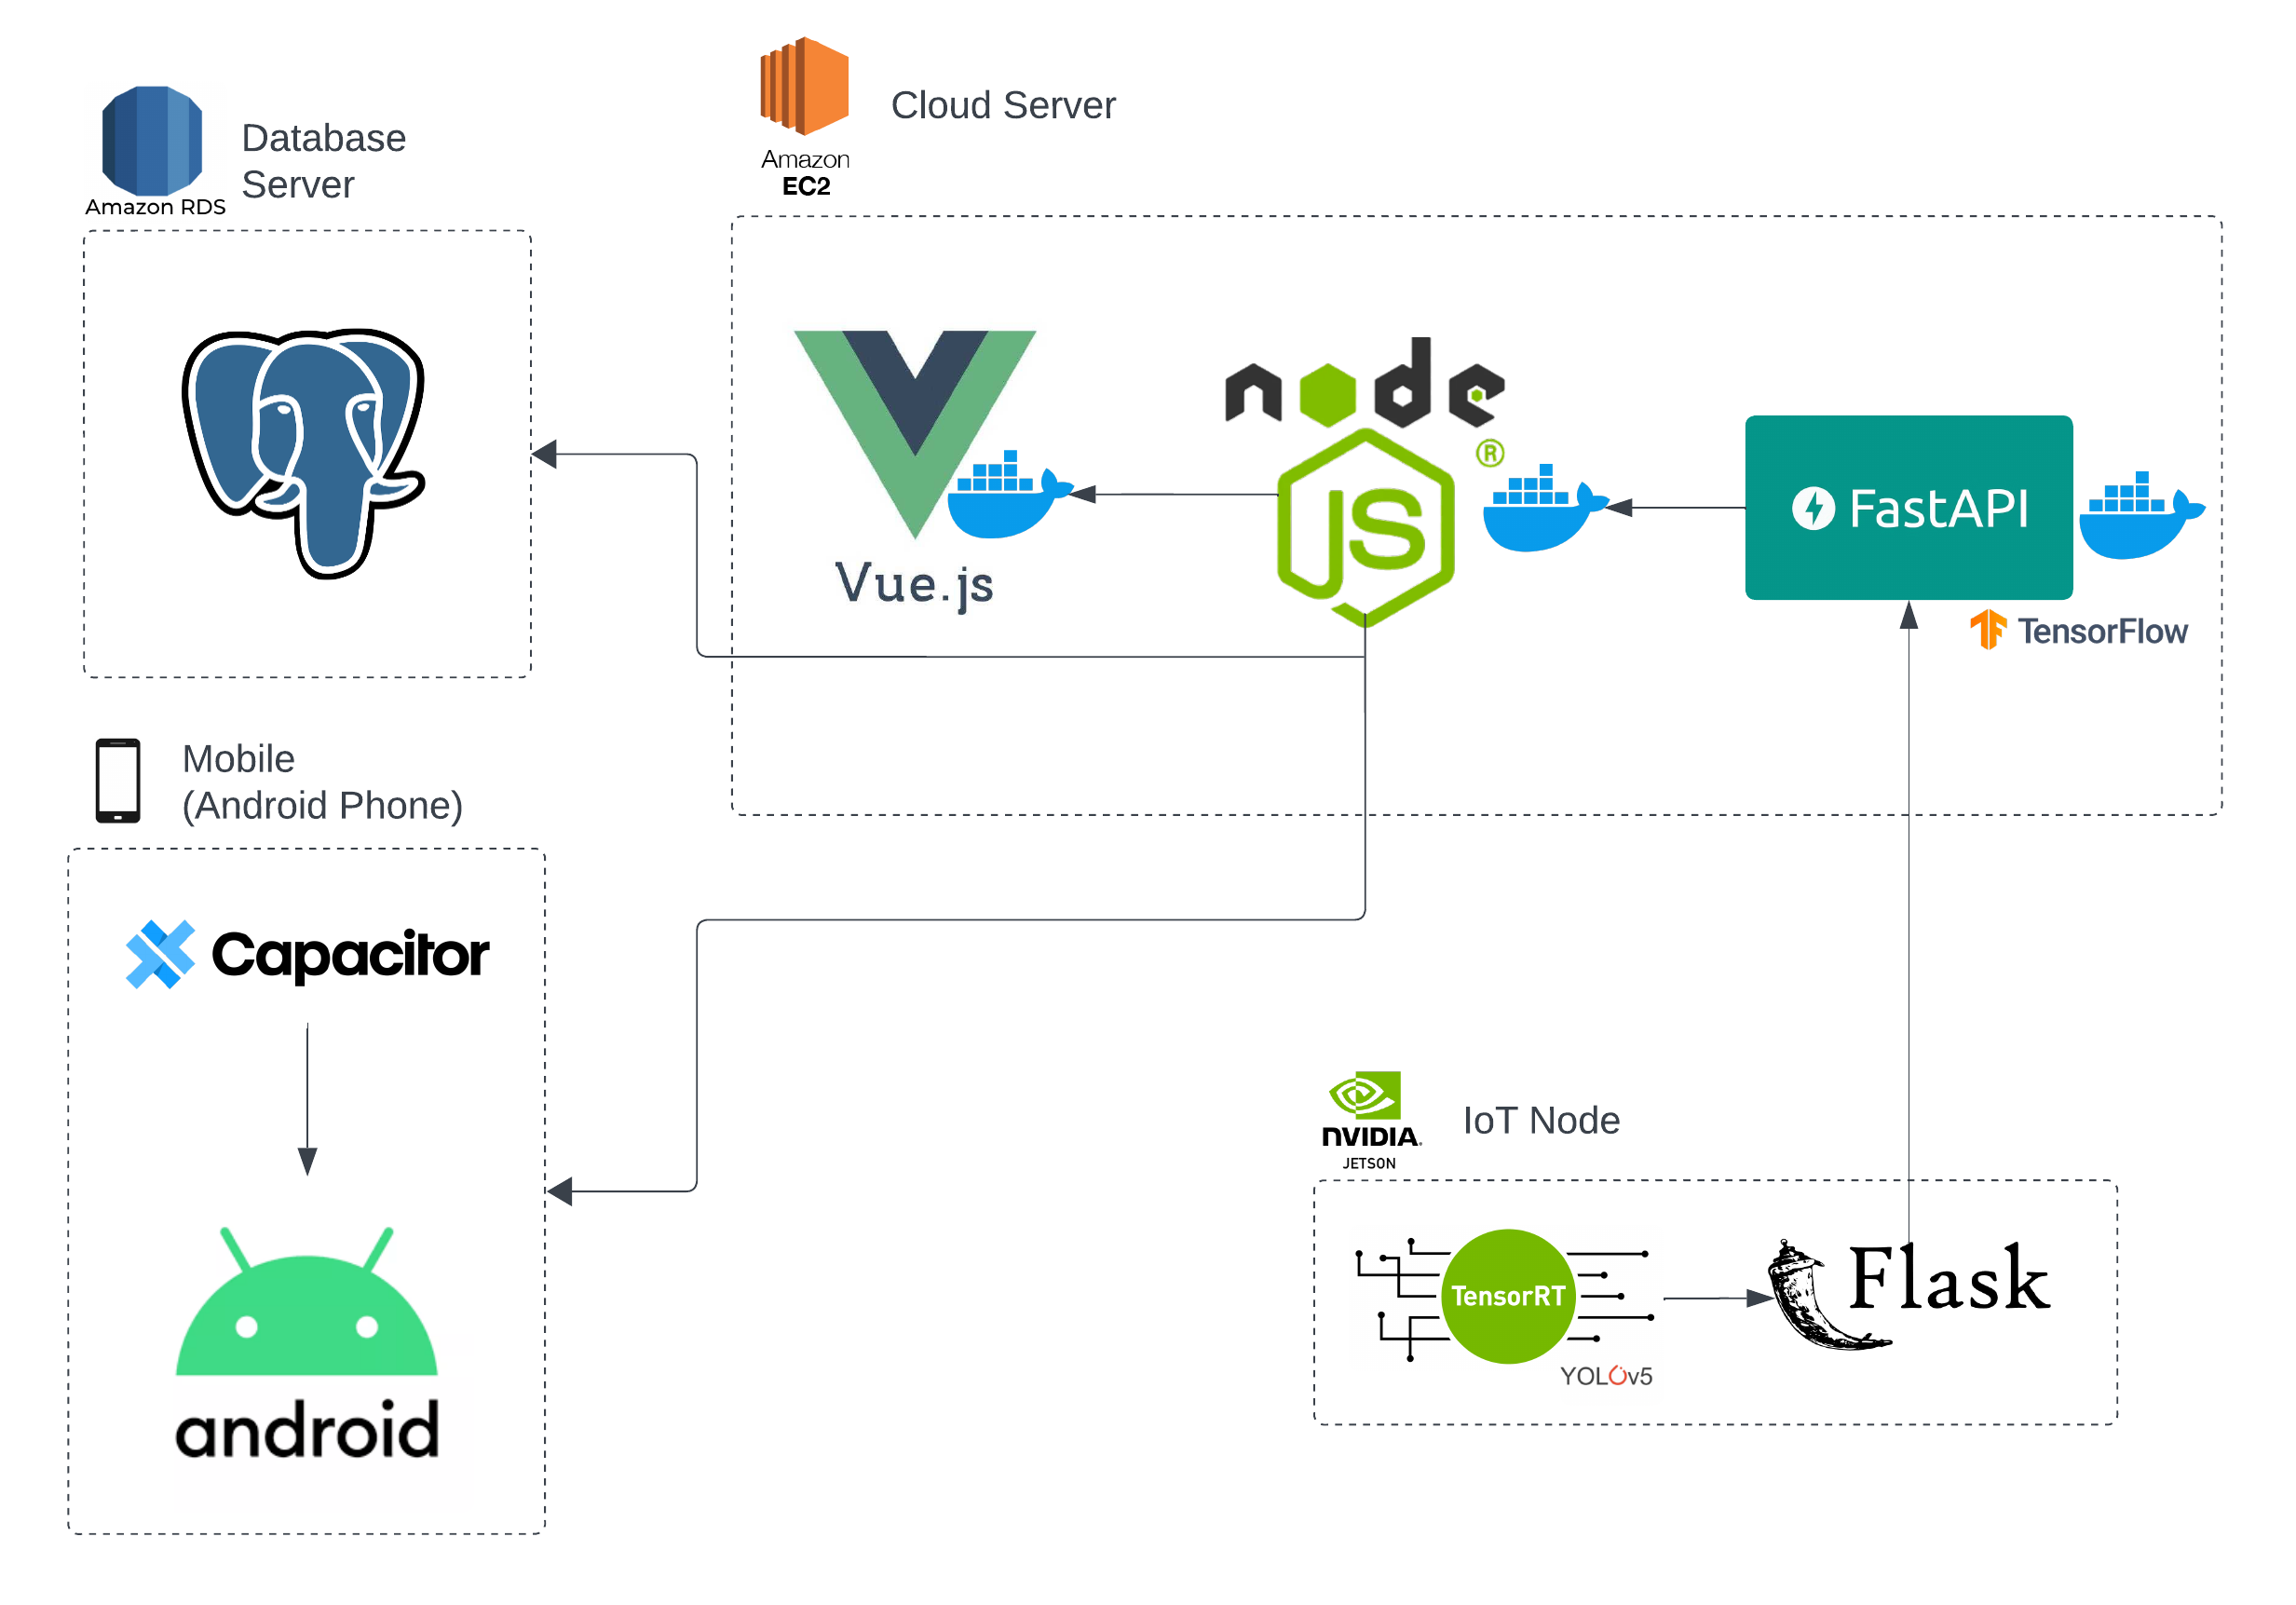 Amazon RDS
Database
Server
Amazon
EC2
Cloud Server
Vue.js
node
JS
®
FastAPI
TensorFlow
Mobile
(Android Phone)
Capacitor
android
NVIDIA.
JETSON
IoT Node
TensorRT
YOLOv5
Flask